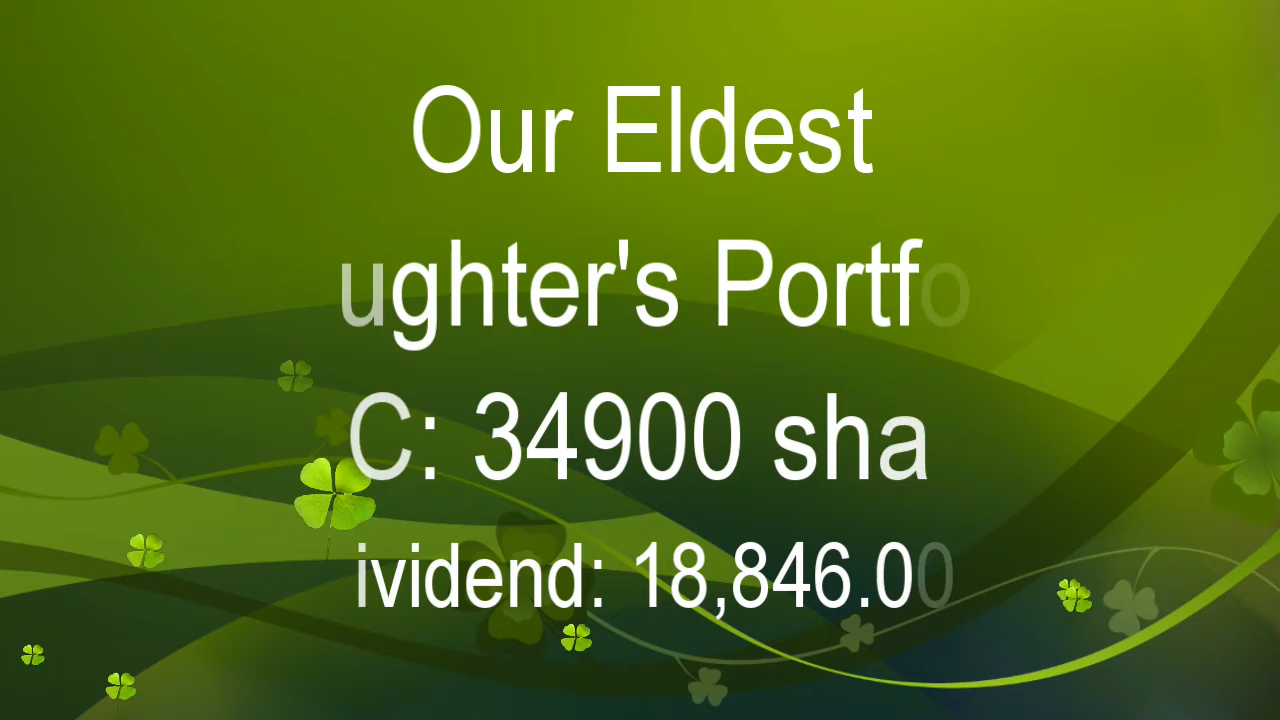 Our Eldest
ughter's Portfo
C: 34900 sha
ividend: 18,846.00